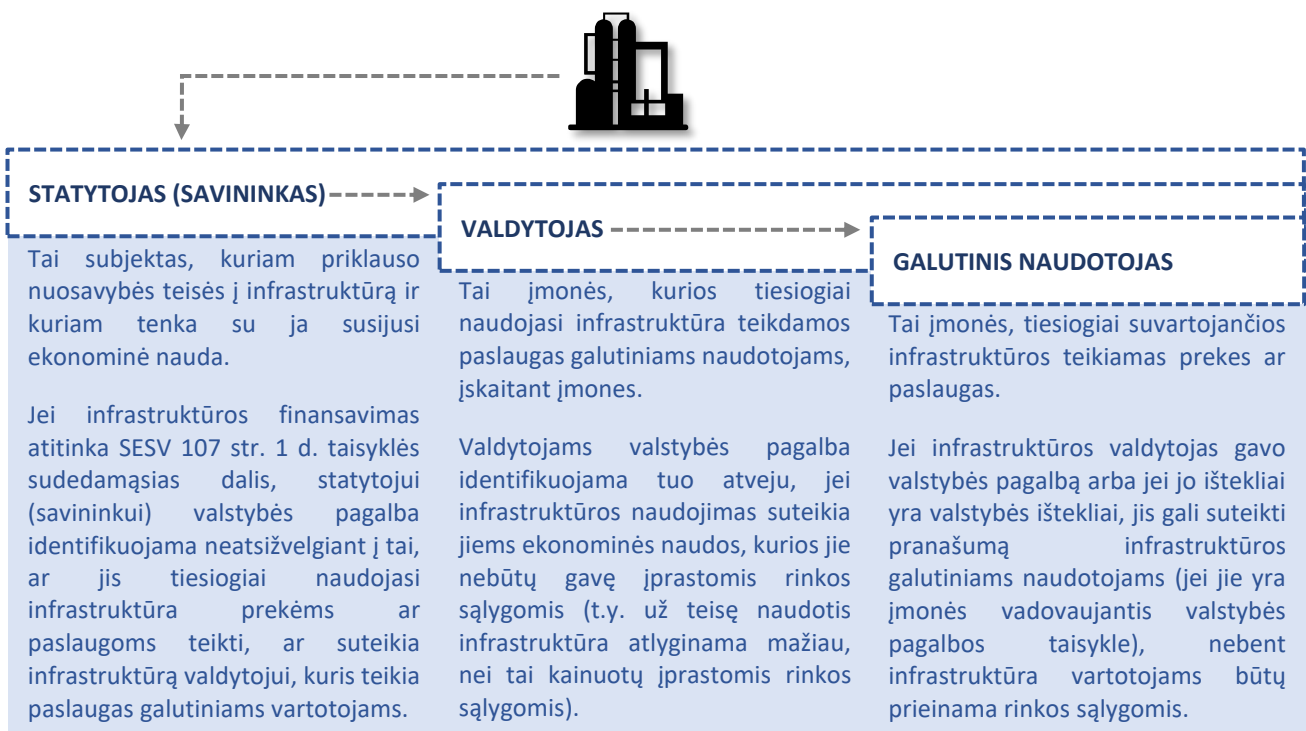 STATYTOJAS (SAVININKAS)
Tai subjektas, kuriam priklauso
nuosavybės teisės į infrastruktūrą ir
kuriam tenka su ja susijusi
ekonominė nauda.
Jei infrastruktūros finansavimas
atitinka SESV 107 str. 1 d. taisyklės
sudedamąsias dalis, statytojui
(savininkui) valstybės pagalba
identifikuojama neatsižvelgiant į tai,
ar jis tiesiogiai naudojasi
infrastruktūra prekėms ar
paslaugoms teikti, ar suteikia
infrastruktūrą valdytojui, kuris teikia
paslaugas galutiniams vartotojams.
VALDYTOJAS
Tai įmonės, kurios tiesiogiai
naudojasi infrastruktūra teikdamos
paslaugas galutiniams naudotojams,
įskaitant įmones.
Valdytojams valstybės pagalba
identifikuojama tuo atveju, jei
infrastruktūros naudojimas suteikia
jiems ekonominės naudos, kurios jie
nebūtų gavę įprastomis rinkos
sąlygomis (t.y. už teisę naudotis
infrastruktūra atlyginama mažiau,
nei tai kainuotų įprastomis rinkos
sąlygomis).
GALUTINIS NAUDOTOJAS
Tai įmonės, tiesiogiai suvartojančios
infrastruktūros teikiamas prekes ar
paslaugas.
Jei infrastruktūros valdytojas gavo
valstybės pagalbą arba jei jo ištekliai
yra valstybės ištekliai, jis gali suteikti
pranašumą infrastruktūros
galutiniams naudotojams (jei jie yra
įmonės vadovaujantis valstybės
pagalbos taisykle), nebent
infrastruktūra vartotojams būtų
prieinama rinkos sąlygomis.